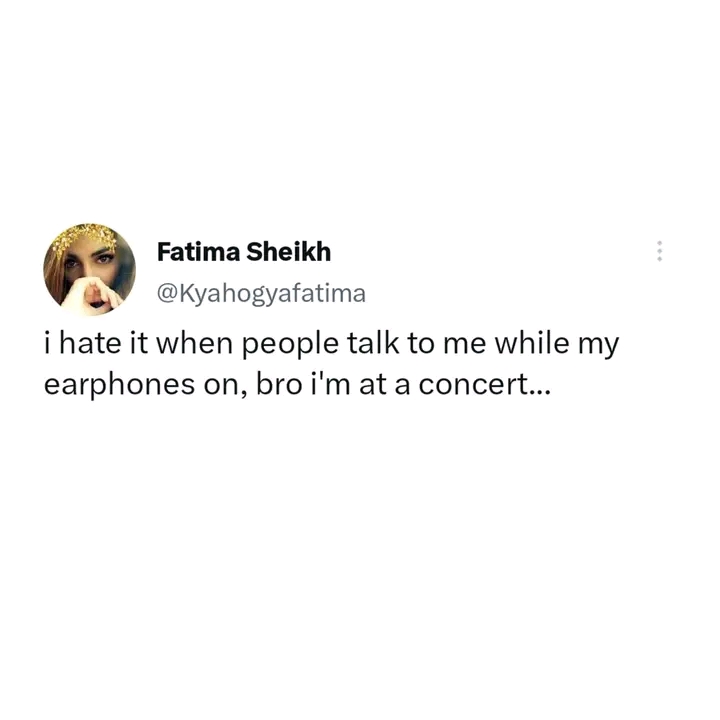 Fatima Sheikh
@Kyahogyafatima
i hate it when people talk to me while my
earphones on, bro i'm at a concert...